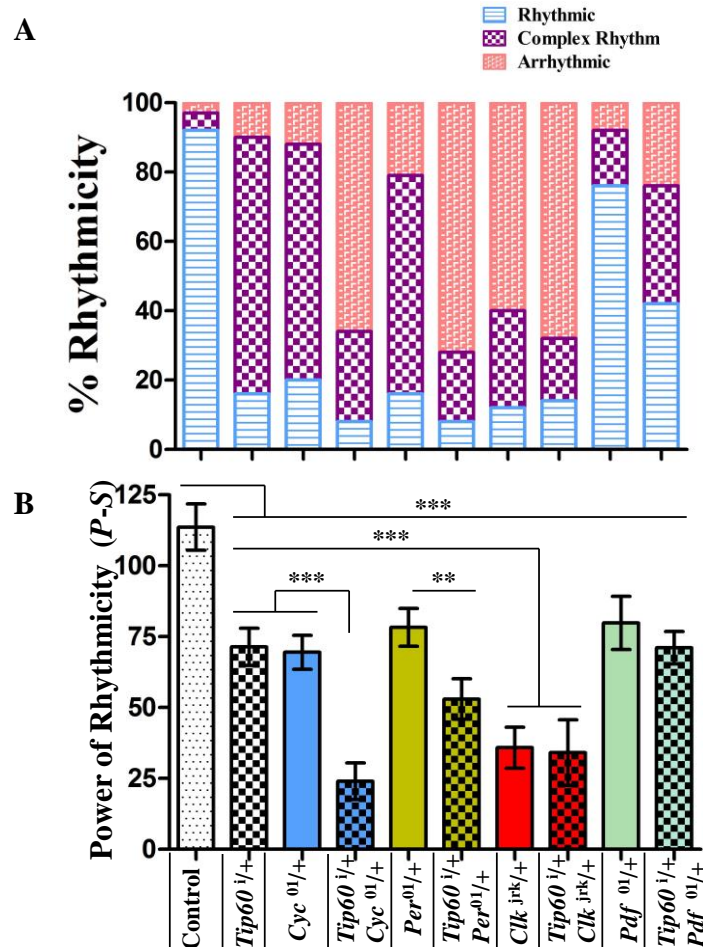 A
Rhythmic
Complex Rhythm
Arrhythmic
% Rhythmicity
100
80
60
40
20
0
B
Power of Rhythmicity (P-S)
125
100
75
50
25
0
***
***
***
**
Control
Tip60 i/+
Cyc 01/+
Tip60 i/+
Cyc 01/+
Per01/+
Tip60 i/+
Per01/+
Clk jrk/+
Tip60 i/+
Clk jrk/+
Pdf 01/+
Tip60 i/+
Pdf 01/+